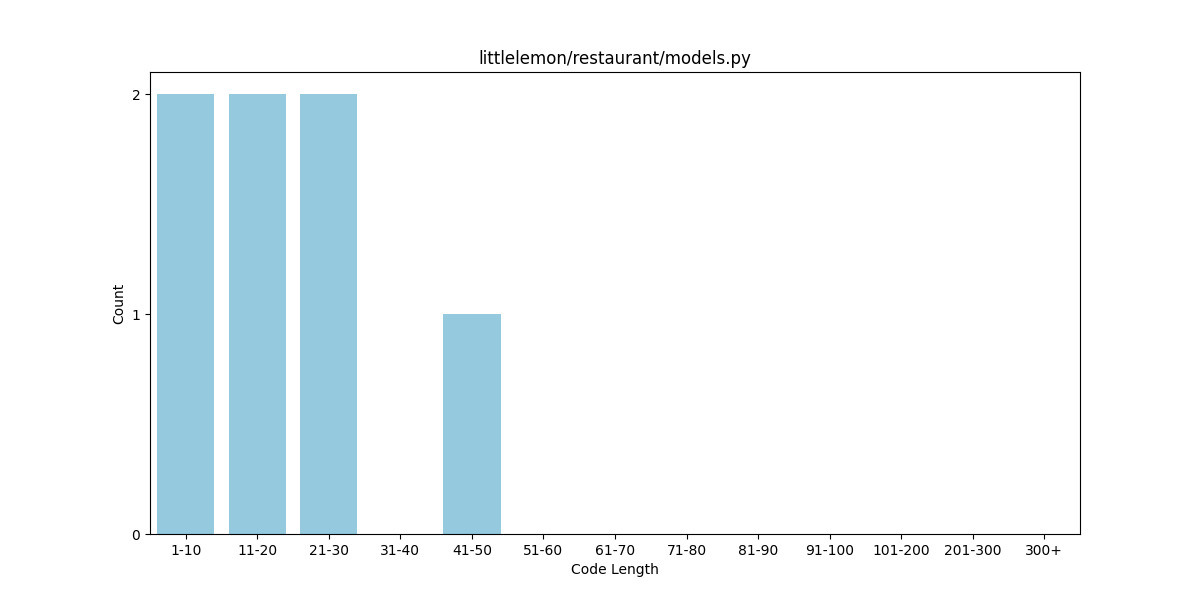 littlelemon/restaurant/models.py
Count
2
1
0
1-10 11-20 21-30 31-40 41-50 51-60 61-70 71-80 81-90 91-100 101-200 201-300 300+
Code Length